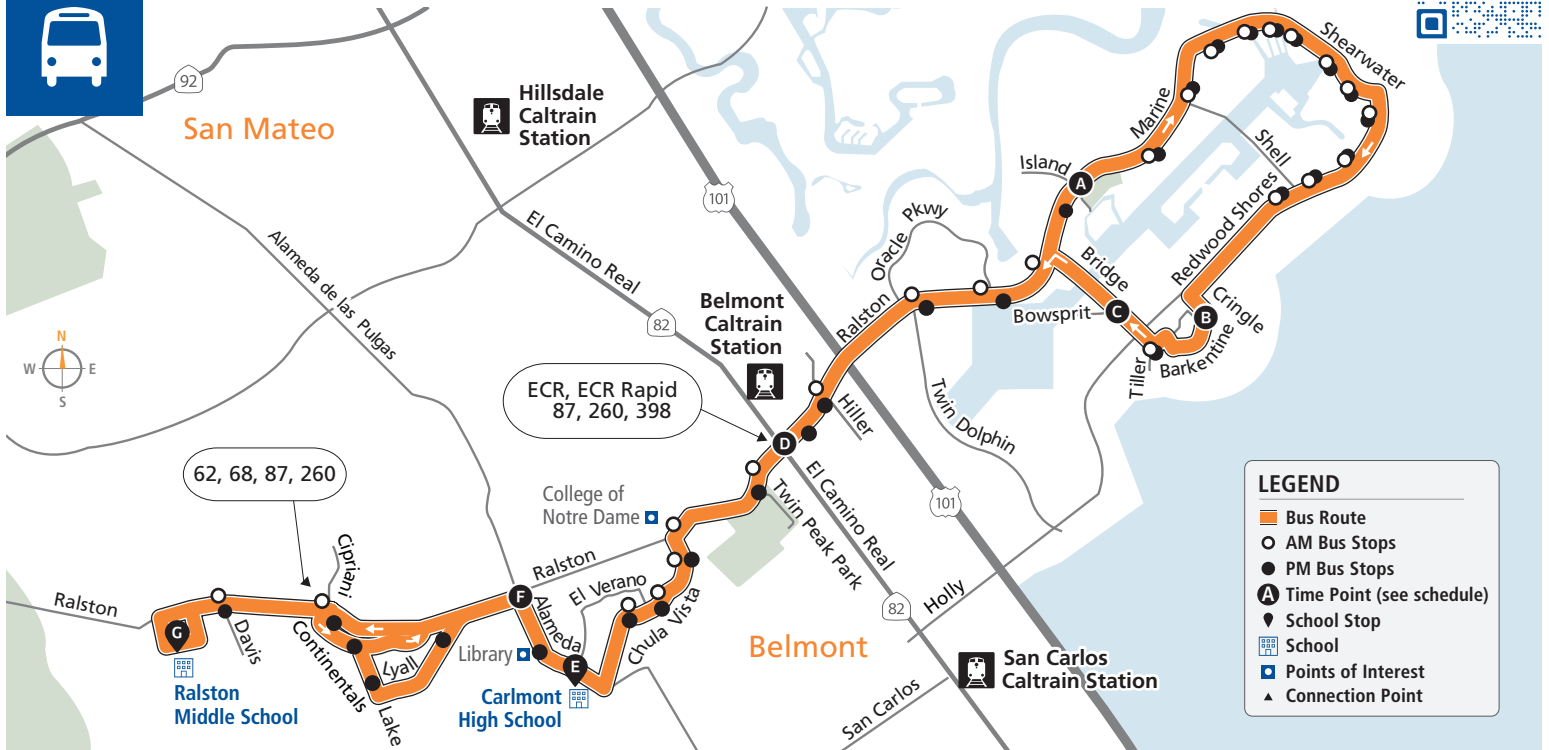 92
San Mateo
Hillsdale
Caltrain
Station
101
El Camino Real
82
Alameda de las Pulgas
N
W
E
S
Belmont
Caltrain
Station
ECR, ECR Rapid
87, 260, 398
62, 68, 87, 260
College of
Notre Dame
Shearwater
Marine
Shell
Island
A
Oracle Pkwy
Redwood Shores
Bridge
Bowsprit
C
Cringle
B
Barkentine
Tiller
Ralston
Twin Dolphin
Hiller
D
El Camino Real
Twin Peak Park
101
82
Holly
Cipriani
Ralston
Ralston
G
Davis
Continentals
Lyall
Lake
F
Alameda
El Verano
Chula Vista
Library
E
Ralston
Middle School
Carlmont
High School
Belmont
San Carlos
San Carlos
Caltrain Station
LEGEND
Bus Route
AM Bus Stops
PM Bus Stops
A Time Point (see schedule)
School Stop
School
Points of Interest
Connection Point